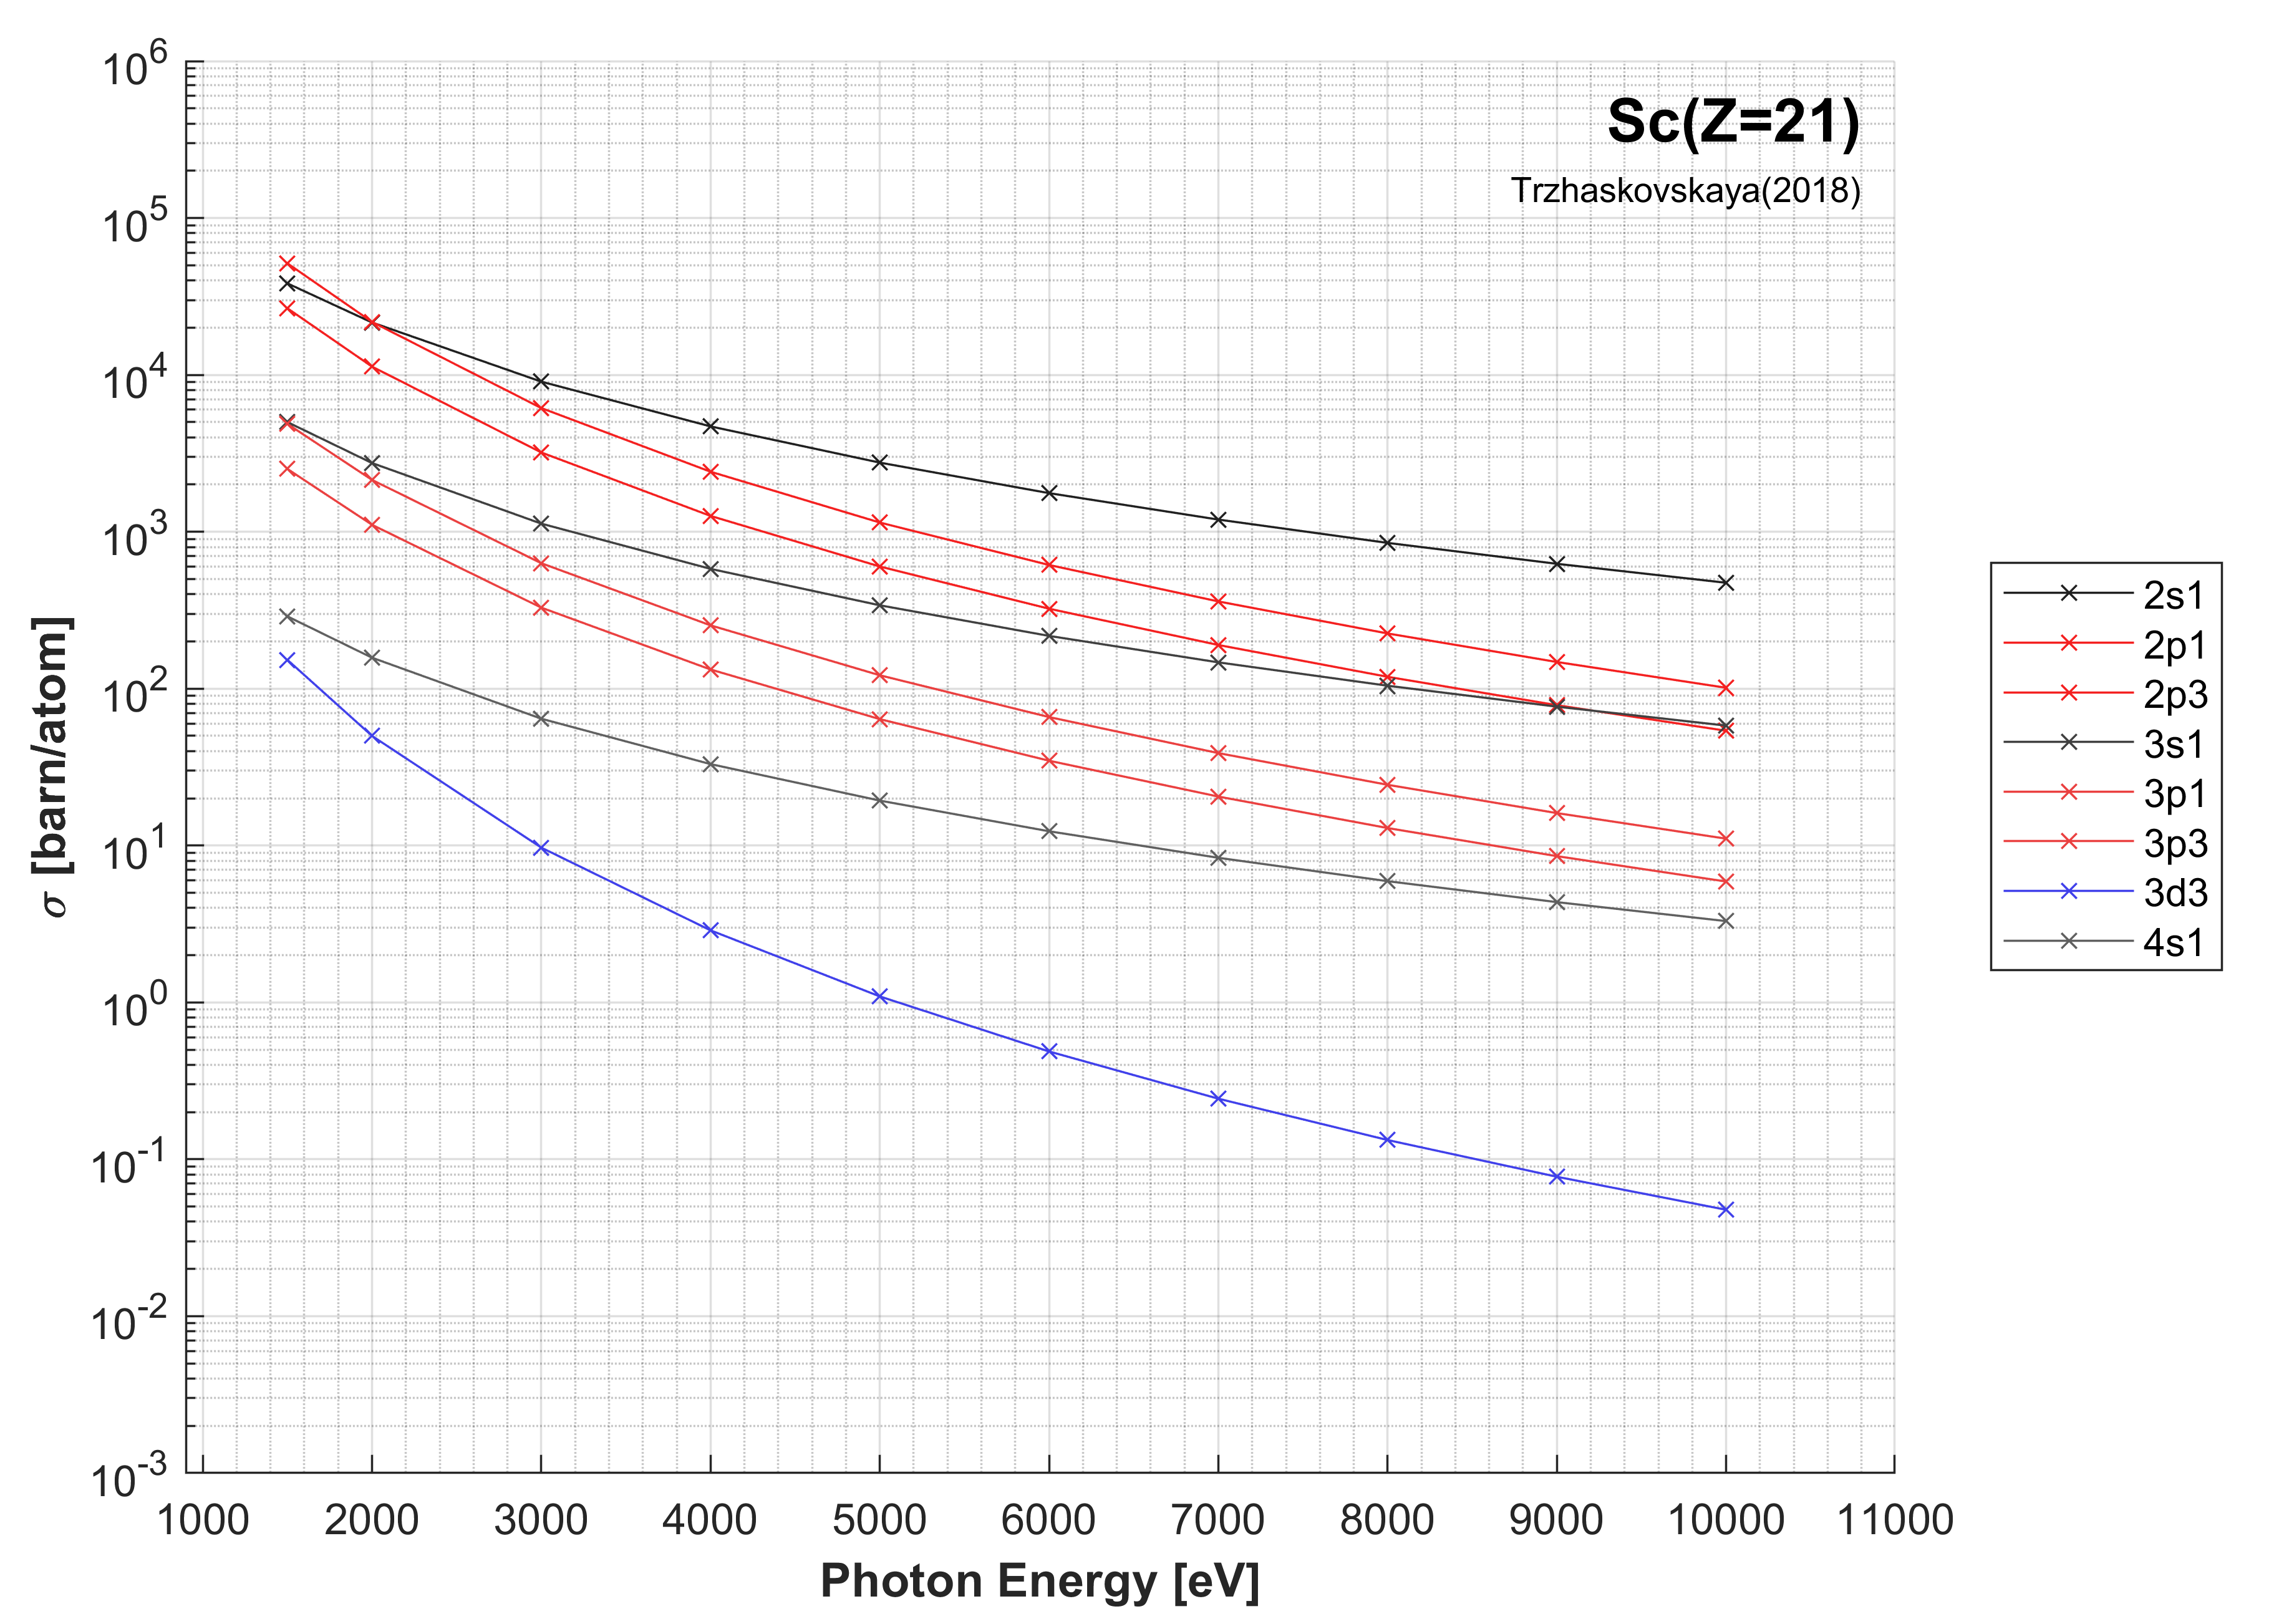 Sc(Z=21)
Trzhaskovskaya(2018)
10^6
10^5
10^4
10^3
10^2
10^1
10^0
10^-1
10^-2
10^-3
σ [barn/atom]
1000 2000 3000 4000 5000 6000 7000 8000 9000 10000 11000
Photon Energy [eV]
2s1
2p1
2p3
3s1
3p1
3p3
3d3
4s1